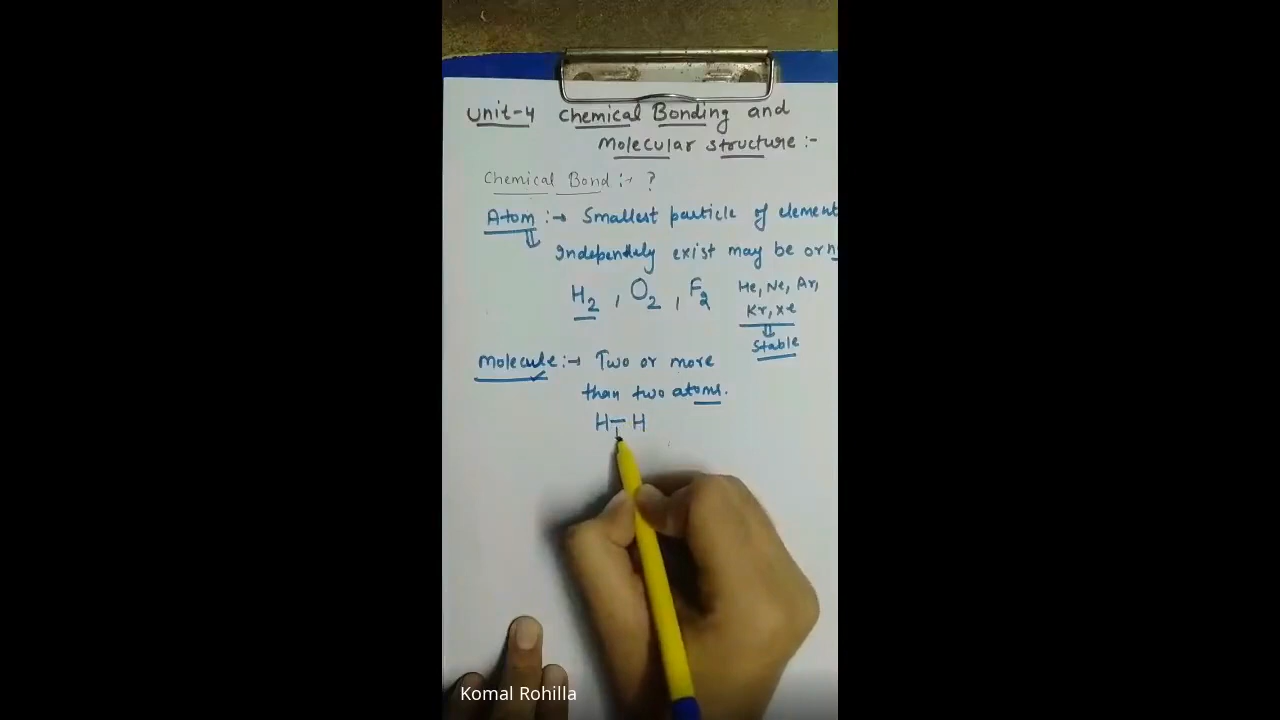 Unit-4 Chemical Bonding and
Molecular structure :-
Chemical Bond :→ ?
Atom :→ Smallest particle of element
Independely exist may be or n
H2 , O2 , F2
He, Ne, Ar,
Kr, xe
Stable
Molecule :→ Two or more
than two atoms.
H-H
Komal Rohilla